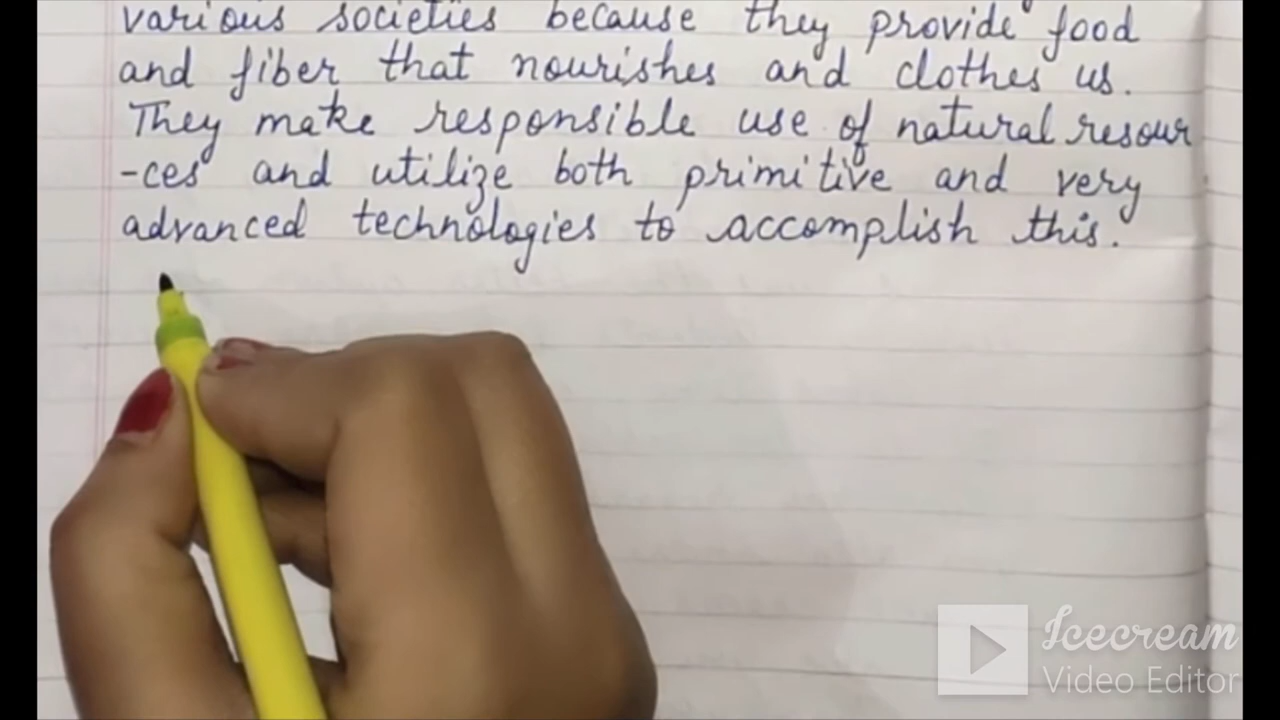 various societies because they provide food
and fiber that nourishes and clothes us.
They make responsible use of natural resour
-ces and utilize both primitive and very
advanced technologies to accomplish this.
Icecream
Video Editor